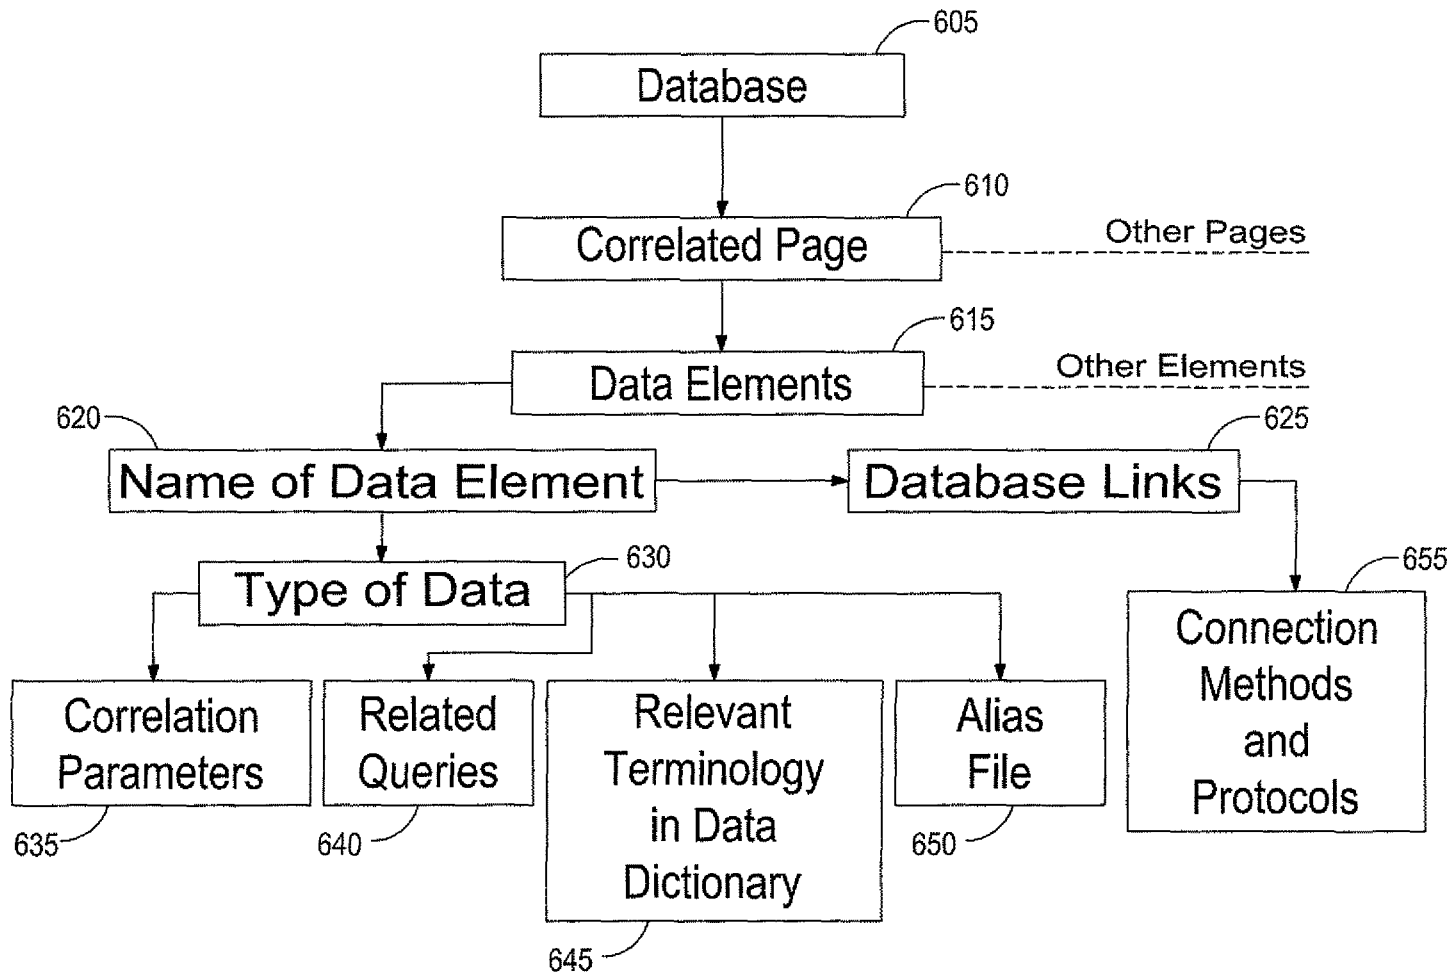 605
Database
610
Correlated Page
Other Pages
615
Data Elements
Other Elements
620
Name of Data Element
625
Database Links
630
Type of Data
655
Connection
Methods
and
Protocols
Correlation
Parameters
635
Related
Queries
640
Relevant
Terminology
in Data
Dictionary
645
Alias
File
650